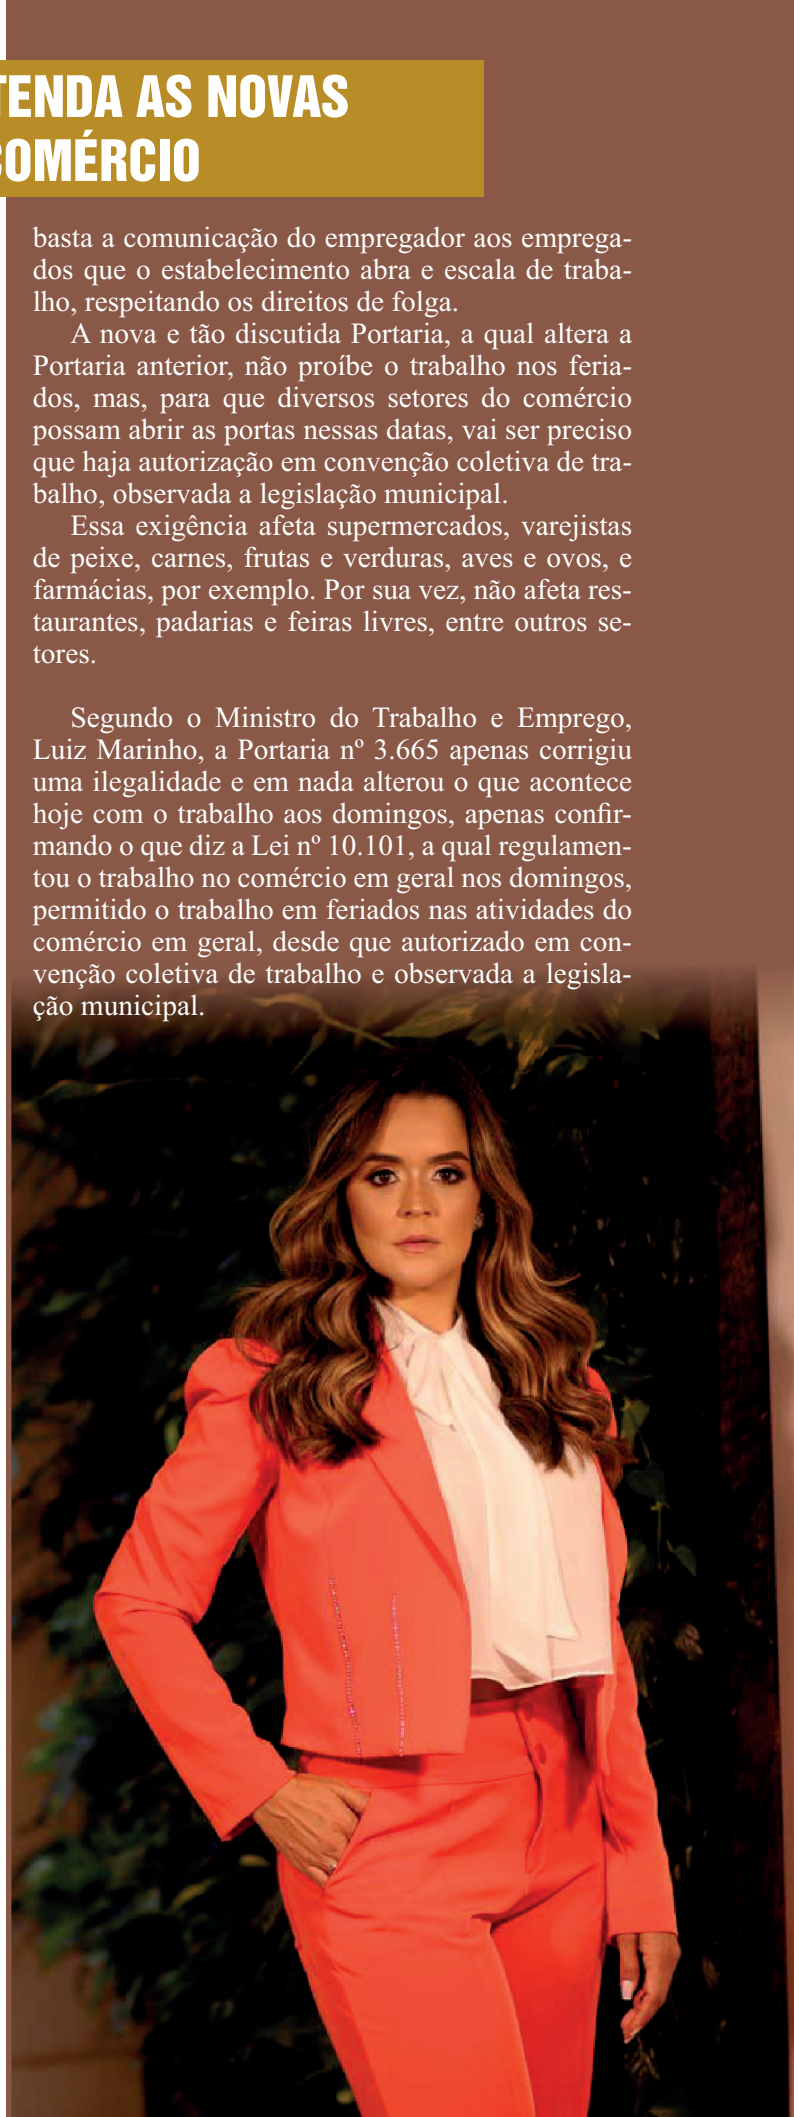 TENDA AS NOVAS
COMÉRCIO
basta a comunicação do empregador aos emprega-
dos que o estabelecimento abra e escala de traba-
lho, respeitando os direitos de folga.
A nova e tão discutida Portaria, a qual altera a
Portaria anterior, não proíbe o trabalho nos feria-
dos, mas, para que diversos setores do comércio
possam abrir as portas nessas datas, vai ser preciso
que haja autorização em convenção coletiva de tra-
balho, observada a legislação municipal.
Essa exigência afeta supermercados, varejistas
de peixe, carnes, frutas e verduras, aves e ovos, e
farmácias, por exemplo. Por sua vez, não afeta res-
taurantes, padarias e feiras livres, entre outros se-
tores.
Segundo o Ministro do Trabalho e Emprego,
Luiz Marinho, a Portaria nº 3.665 apenas corrigiu
uma ilegalidade e em nada alterou o que acontece
hoje com o trabalho aos domingos, apenas confir-
mando o que diz a Lei nº 10.101, a qual regulamen-
tou o trabalho no comércio em geral nos domingos,
permitido o trabalho em feriados nas atividades do
comércio em geral, desde que autorizado em con-
venção coletiva de trabalho e observada a legisla-
ção municipal.